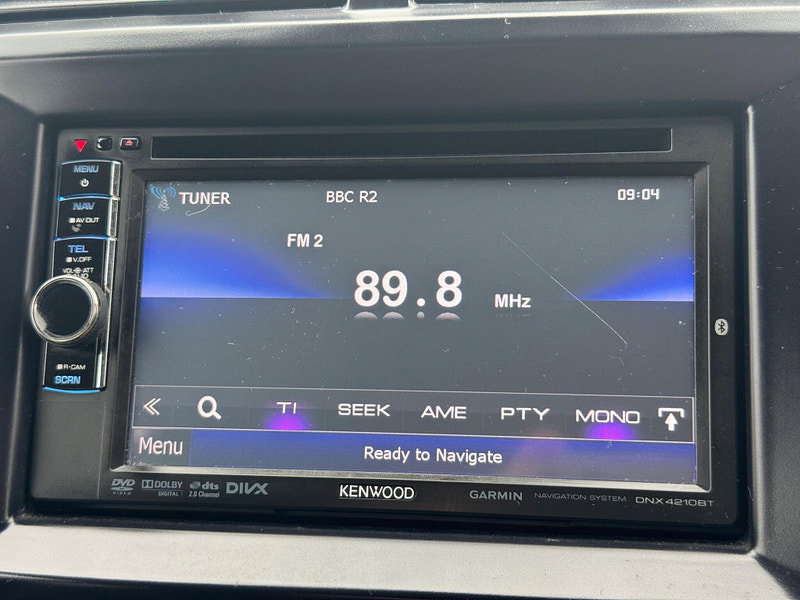 MENU
NAV
AV OUT
TEL
V.OFF
VOL ATT
AUD
R-CAM
SCRN
TUNER BBC R2 09:04
FM 2
89.8 MHz
TI SEEK AME PTY MONO
Menu Ready to Navigate
DVD VIDEO DOLBY DIGITAL dts 2.0 Channel DIVX KENWOOD GARMIN NAVIGATION SYSTEM DNX4210BT